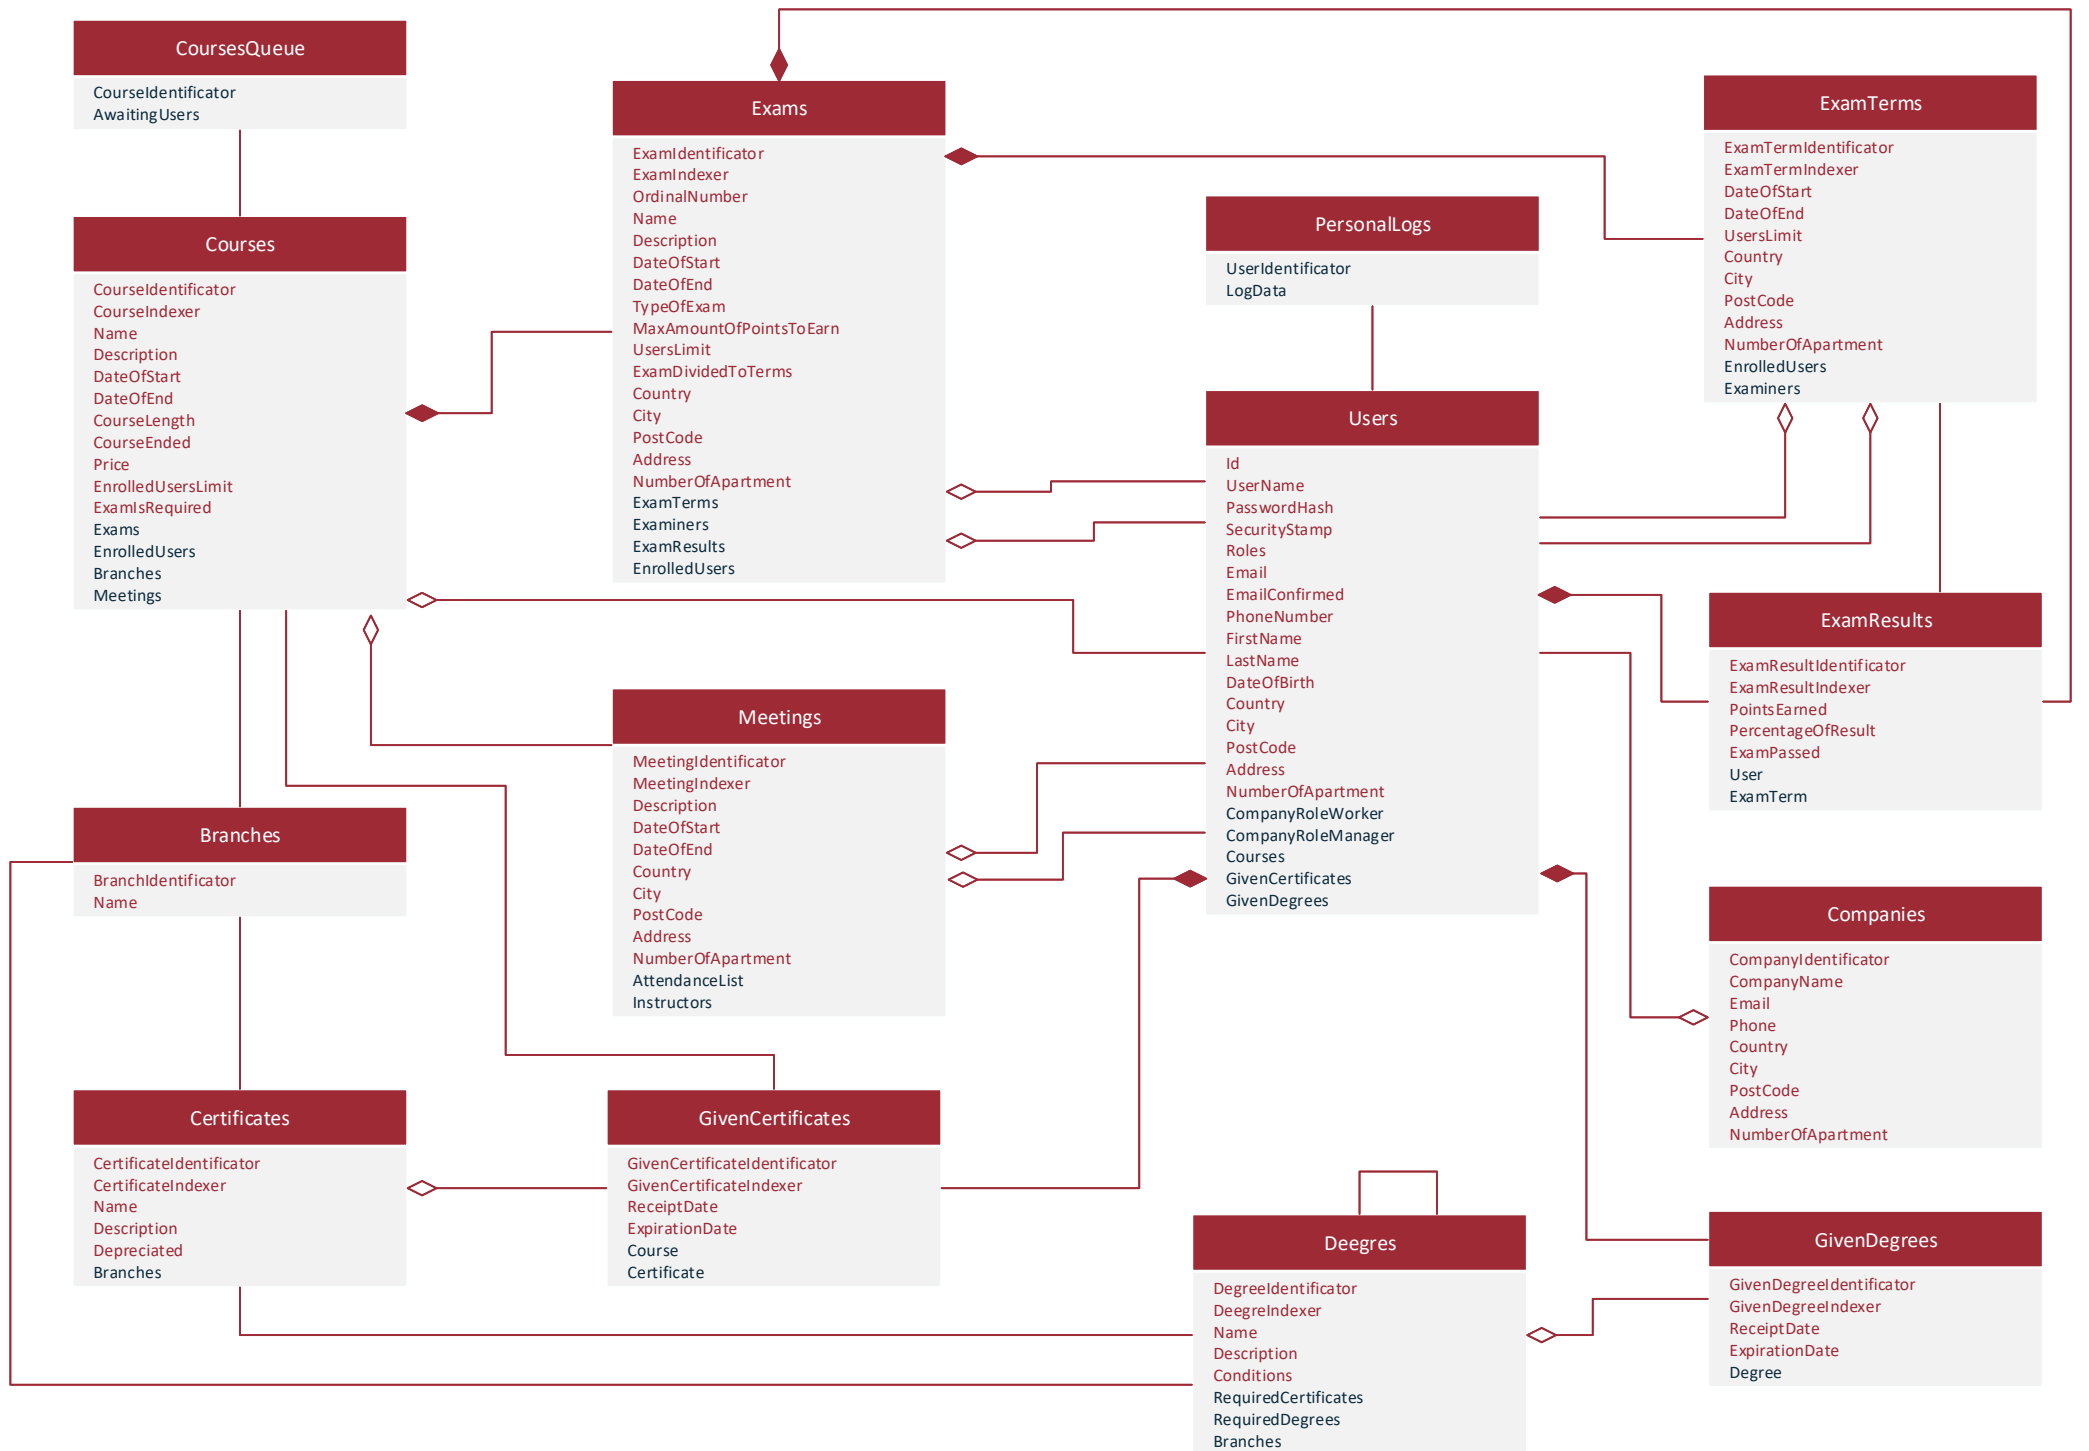 CoursesQueue
CourseIdentificator
AwaitingUsers
Courses
CourseIdentificator
CourseIndexer
Name
Description
DateOfStart
DateOfEnd
CourseLength
CourseEnded
Price
EnrolledUsersLimit
ExamIsRequired
Exams
EnrolledUsers
Branches
Meetings
Branches
BranchIdentificator
Name
Certificates
CertificateIdentificator
CertificateIndexer
Name
Description
Depreciated
Branches
Exams
ExamIdentificator
ExamIndexer
OrdinalNumber
Name
Description
DateOfStart
DateOfEnd
TypeOfExam
MaxAmountOfPointsToEarn
UsersLimit
ExamDividedToTerms
Country
City
PostCode
Address
NumberOfApartment
ExamTerms
Examiners
ExamResults
EnrolledUsers
Meetings
MeetingIdentificator
MeetingIndexer
Description
DateOfStart
DateOfEnd
Country
City
PostCode
Address
NumberOfApartment
AttendanceList
Instructors
GivenCertificates
GivenCertificateIdentificator
GivenCertificateIndexer
ReceiptDate
ExpirationDate
Course
Certificate
PersonalLogs
UserIdentificator
LogData
Users
Id
UserName
PasswordHash
SecurityStamp
Roles
Email
EmailConfirmed
PhoneNumber
FirstName
LastName
DateOfBirth
Country
City
PostCode
Address
NumberOfApartment
CompanyRoleWorker
CompanyRoleManager
Courses
GivenCertificates
GivenDegrees
Deegres
DegreeIdentificator
DeegreIndexer
Name
Description
Conditions
RequiredCertificates
RequiredDegrees
Branches
ExamTerms
ExamTermIdentificator
ExamTermIndexer
DateOfStart
DateOfEnd
UsersLimit
Country
City
PostCode
Address
NumberOfApartment
EnrolledUsers
Examiners
ExamResults
ExamResultIdentificator
ExamResultIndexer
PointsEarned
PercentageOfResult
ExamPassed
User
ExamTerm
Companies
CompanyIdentificator
CompanyName
Email
Phone
Country
City
PostCode
Address
NumberOfApartment
GivenDegrees
GivenDegreeIdentificator
GivenDegreeIndexer
ReceiptDate
ExpirationDate
Degree